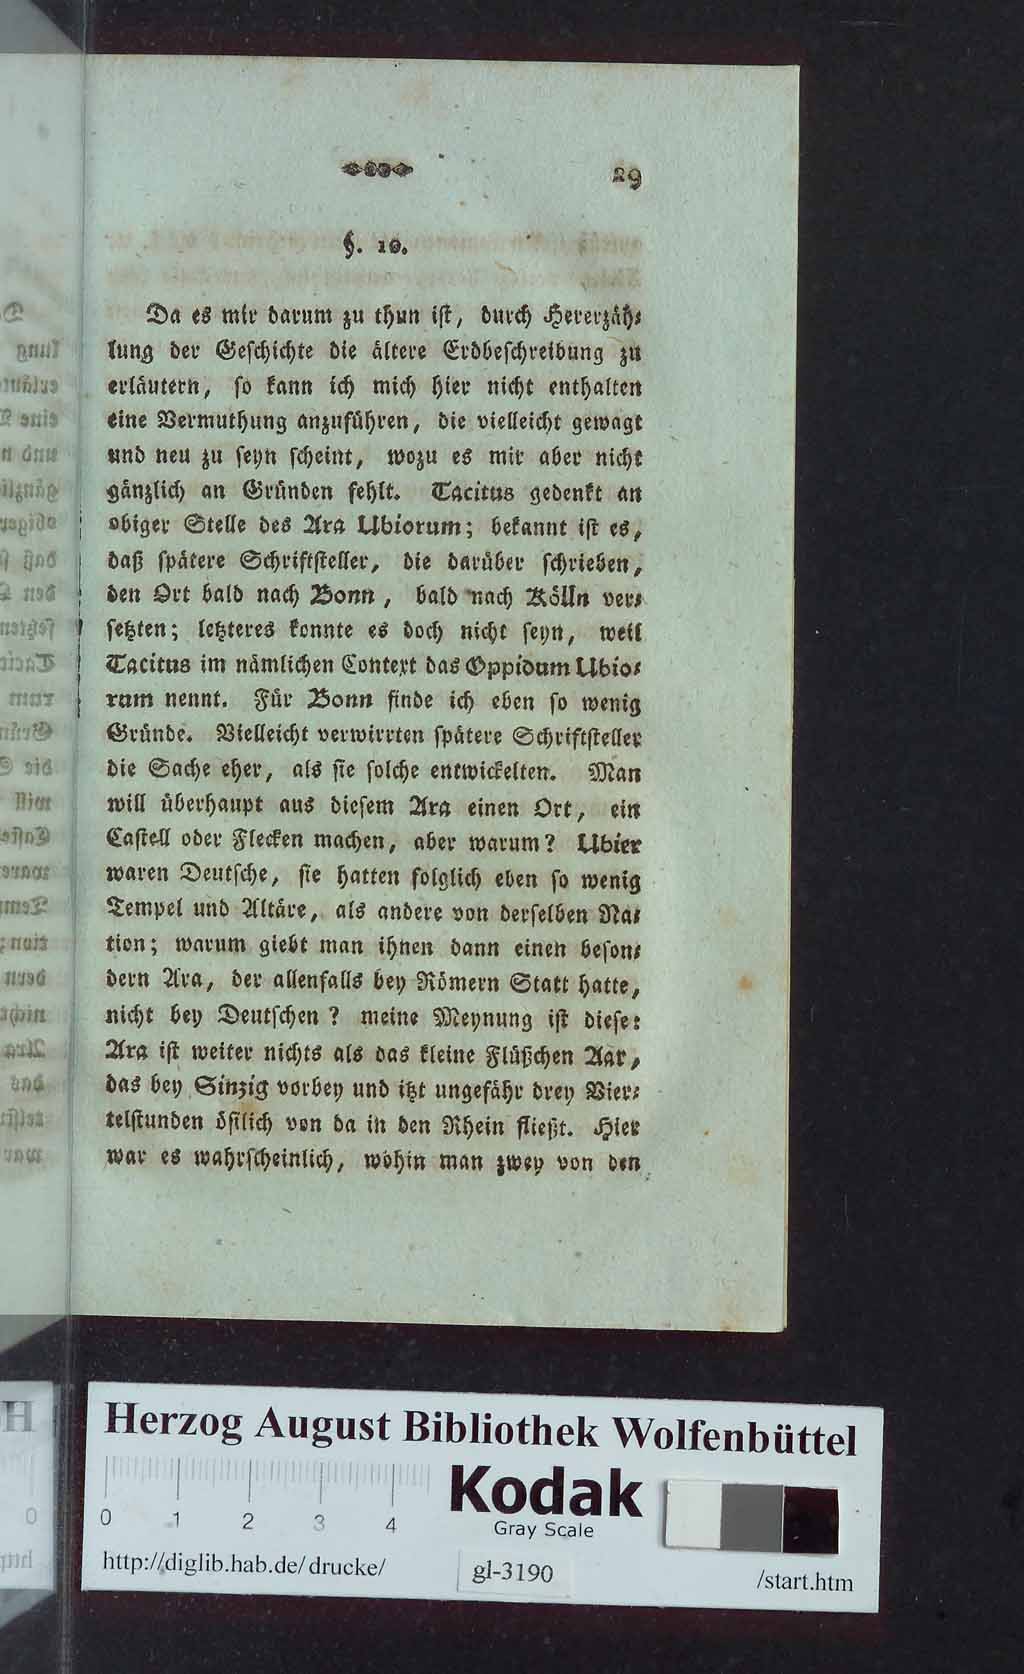 29
§. 10.
Da es mir darum zu thun ist, durch Hererzäh⸗
lung der Geschichte die ältere Erdbeschreibung zu
erläutern, so kann ich mich hier nicht enthalten
eine Vermuthung anzuführen, die vielleicht gewagt
und neu zu seyn scheint, wozu es mir aber nicht
gänzlich an Gründen fehlt. Tacitus gedenkt an
obiger Stelle des Ara Ubiorum; bekannt ist es,
daß spätere Schriftsteller, die darüber schrieben,
den Ort bald nach Bonn, bald nach Kölln ver⸗
setzten; letzteres konnte es doch nicht seyn, weil
Tacitus im nämlichen Context das Oppidum Ubio⸗
rum nennt. Für Bonn finde ich eben so wenig
Gründe. Vielleicht verwirrten spätere Schriftsteller
die Sache eher, als sie solche entwickelten. Man
will überhaupt aus diesem Ara einen Ort, ein
Castell oder Flecken machen, aber warum? Ubier
waren Deutsche, sie hatten folglich eben so wenig
Tempel und Altäre, als andere von derselben Na⸗
tion; warum giebt man ihnen dann einen beson⸗
dern Ara, der allenfalls bey Römern Statt hatte,
nicht bey Deutschen? meine Meynung ist diese:
Ara ist weiter nichts als das kleine Flüßchen Aar,
das bey Sinzig vorbey und itzt ungefähr drey Vier⸗
telstunden östlich von da in den Rhein fließt. Hier
war es wahrscheinlich, wohin man zwey von den
Herzog August Bibliothek Wolfenbüttel
Kodak
Gray Scale
0 1 2 3 4
http://diglib.hab.de/drucke/ gl-3190 /start.htm